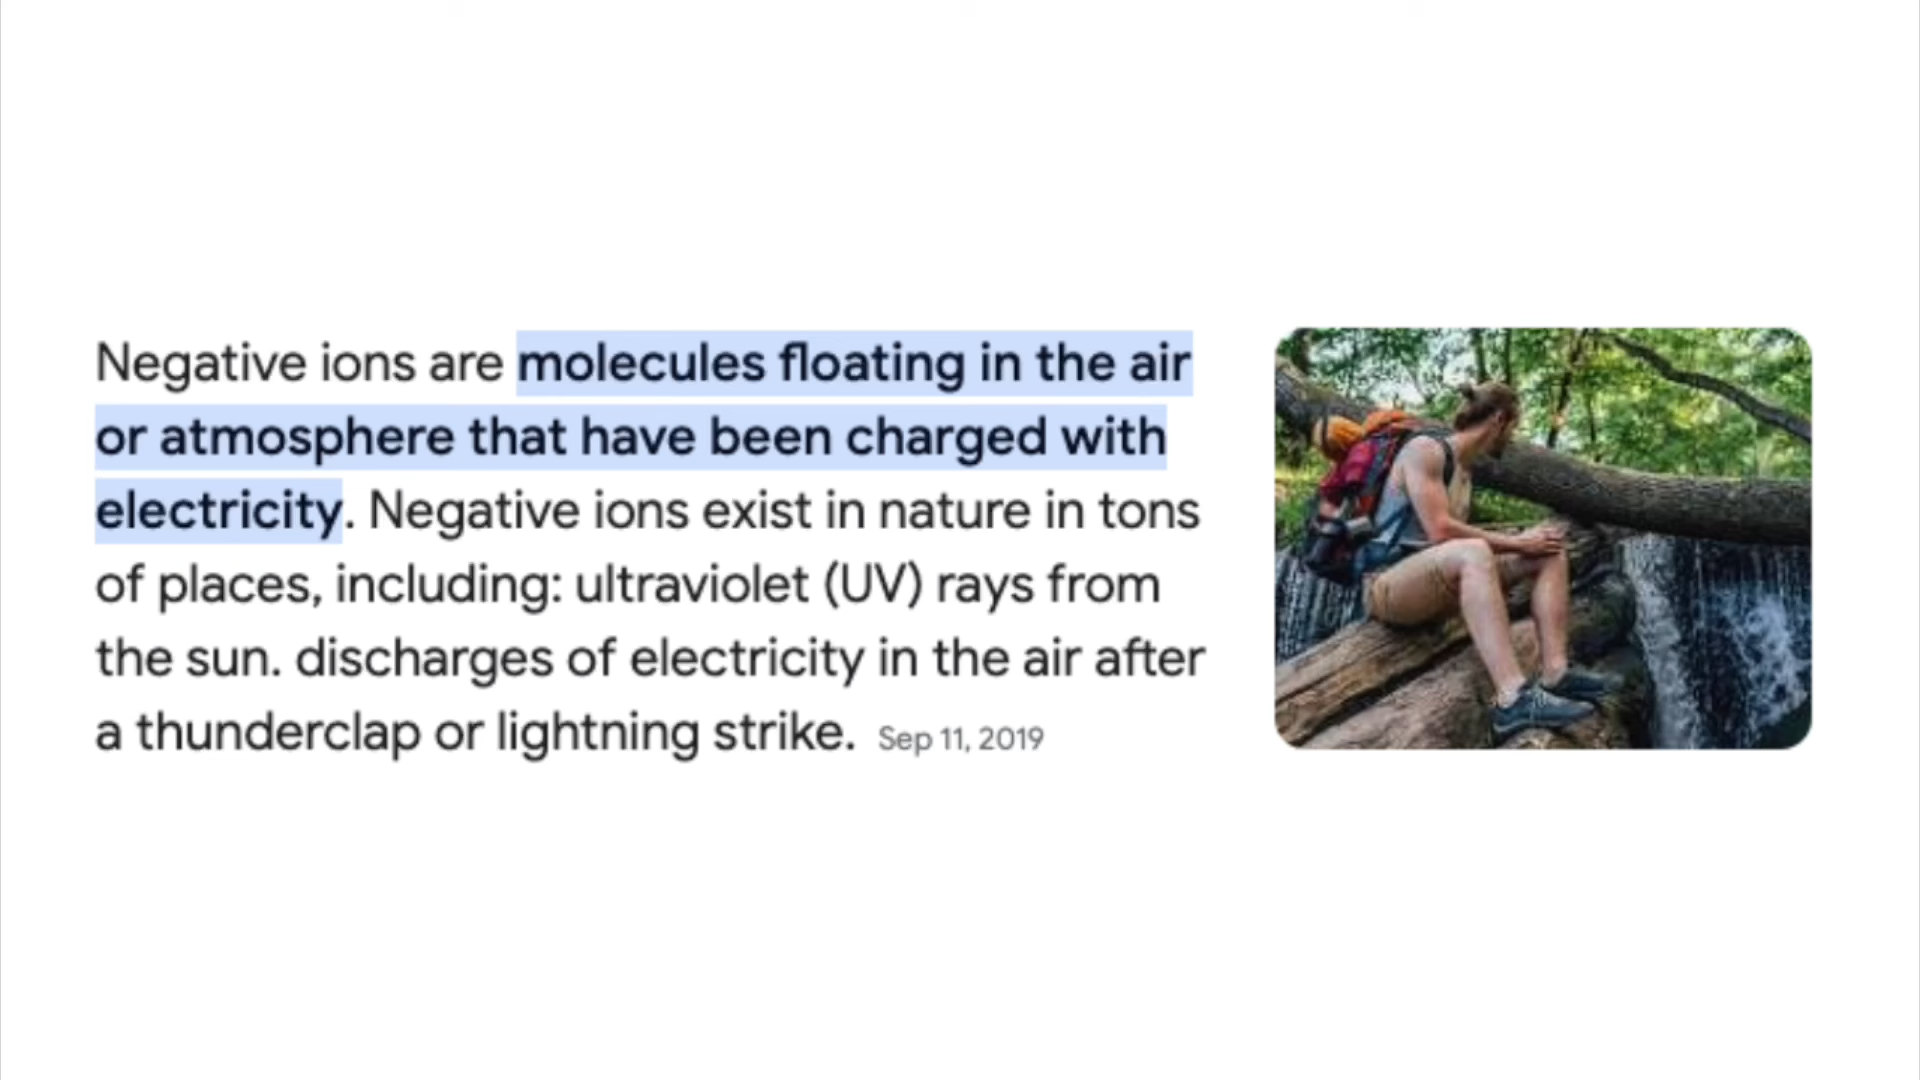 Negative ions are molecules floating in the air
or atmosphere that have been charged with
electricity. Negative ions exist in nature in tons
of places, including: ultraviolet (UV) rays from
the sun. discharges of electricity in the air after
a thunderclap or lightning strike. Sep 11, 2019